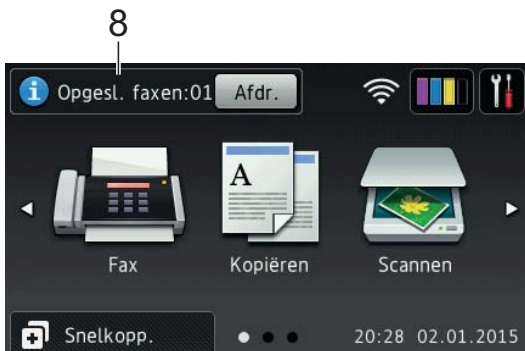 8
Opgesl. faxen:01 Afdr.
A
Fax Kopiëren Scannen
Snelkopp. 20:28 02.01.2015